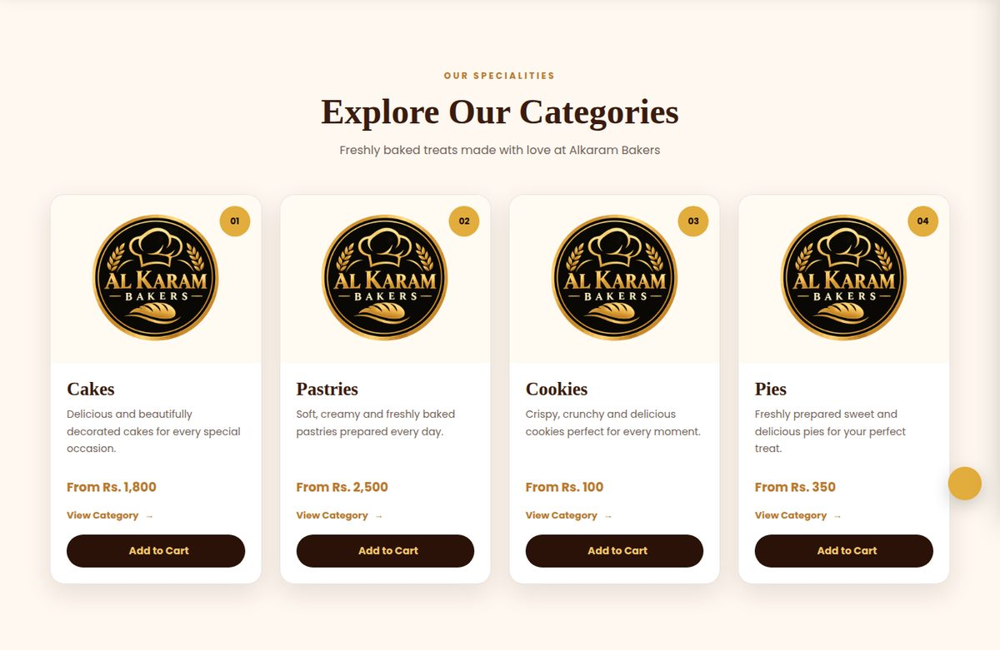 OUR SPECIALITIES
Explore Our Categories
Freshly baked treats made with love at Alkaram Bakers
01
AL KARAM
BAKERS
Cakes
Delicious and beautifully
decorated cakes for every special
occasion.
From Rs. 1,800
View Category →
Add to Cart
02
AL KARAM
BAKERS
Pastries
Soft, creamy and freshly baked
pastries prepared every day.
From Rs. 2,500
View Category →
Add to Cart
03
AL KARAM
BAKERS
Cookies
Crispy, crunchy and delicious
cookies perfect for every moment.
From Rs. 100
View Category →
Add to Cart
04
AL KARAM
BAKERS
Pies
Freshly prepared sweet and
delicious pies for your perfect
treat.
From Rs. 350
View Category →
Add to Cart